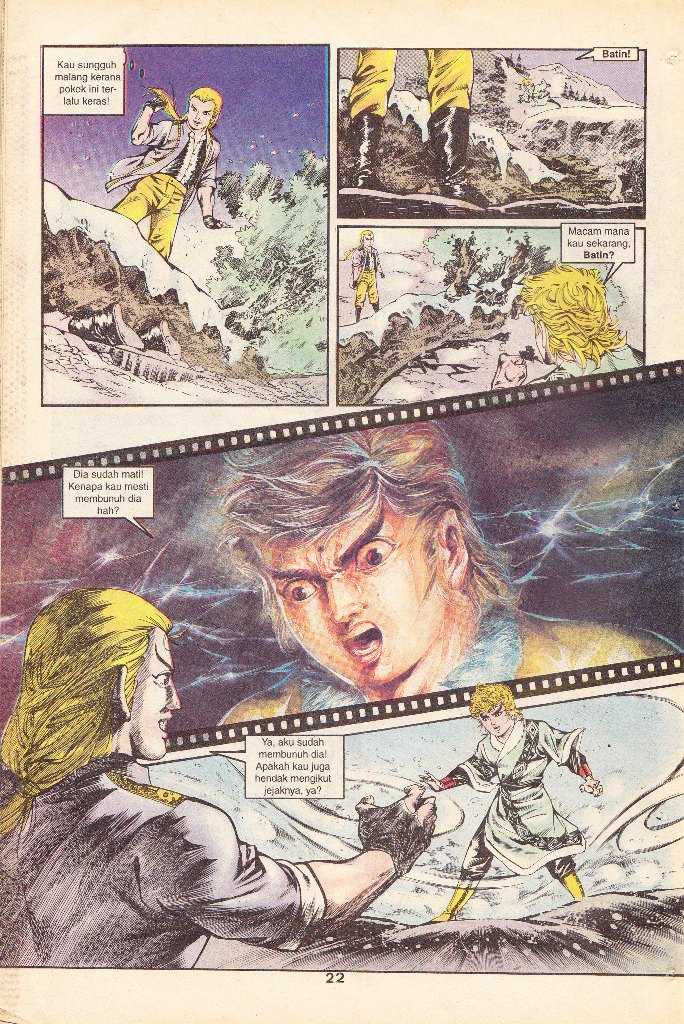 Kau sungguh
malang kerana
pokok ini ter-
lalu keras!
Batin!
Macam mana
kau sekarang,
Batin?
Dia sudah mati!
Kenapa kau mesti
membunuh dia
hah?
Ya, aku sudah
membunuh dia!
Apakah kau juga
hendak mengikut
jejaknya, ya?
22